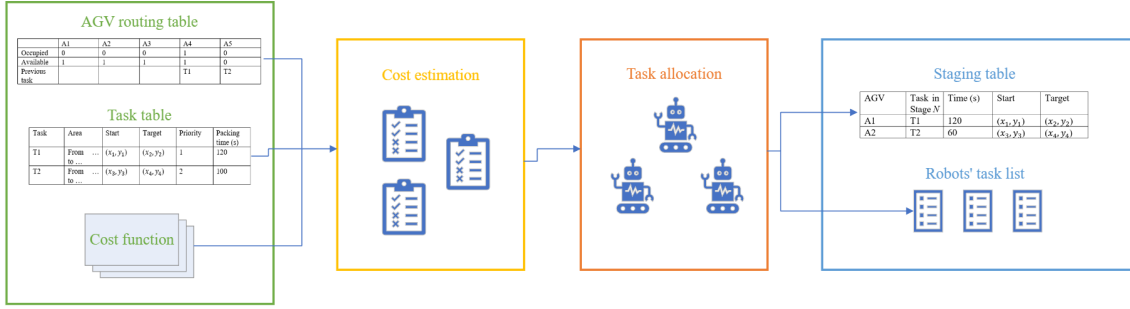 AGV routing table
A1 A2 A3 A4 A5
Occupied 0 0 0 1 0
Available 1 1 1 1 0
Previous task T1 T2
Task table
Task Area Start Target Priority Packing time (s)
T1 From … to … (x₁, y₁) (x₂, y₂) 1 120
T2 From … to … (x₃, y₃) (x₄, y₄) 2 100
Cost function
Cost estimation
Task allocation
Staging table
AGV Task in Stage N Time (s) Start Target
A1 T1 120 (x₁, y₁) (x₂, y₂)
A2 T2 60 (x₃, y₃) (x₄, y₄)
Robots' task list